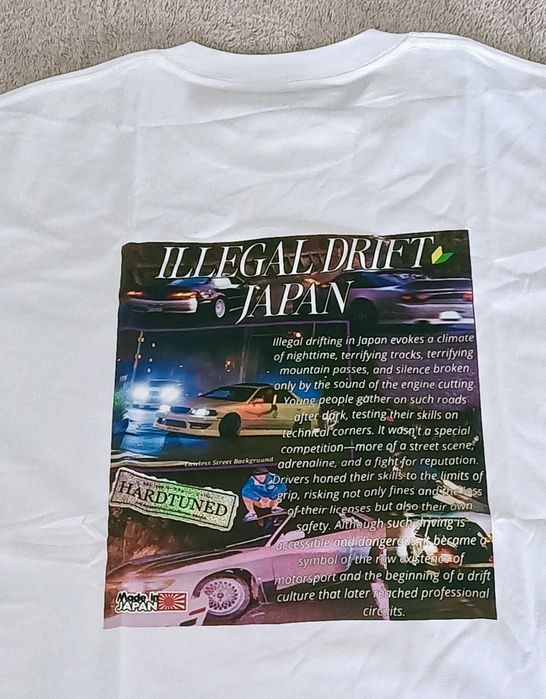 ILLEGAL DRIFT
JAPAN
Illegal drifting in Japan evokes a climate
of nighttime, terrifying tracks, terrifying
mountain passes, and silence broken
only by the sound of the engine cutting.
Young people gather on such roads
after dark, testing their skills on
technical corners. It wasn't a special
competition—more of a street scene,
adrenaline, and a fight for reputation.
Drivers honed their skills to the limits of
grip, risking not only fines and the loss
of their licenses but also their own
safety. Although such driving is
accessible and dangerous, it became a
symbol of the raw existence of
motorsport and the beginning of a drift
culture that later reached professional
circuits.
Lawless Street Background
HARDTUNED
Made In
JAPAN